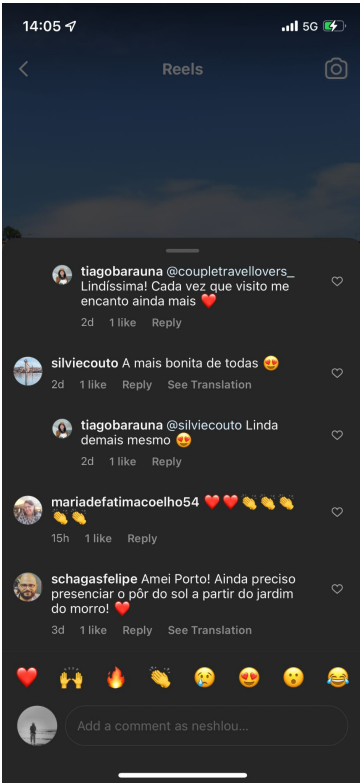 14:05
5G
Reels
tiagobarauna @coupletravellovers_
Lindíssima! Cada vez que visito me
encanto ainda mais ❤️
2d 1 like Reply
silviecouto A mais bonita de todas 😍
2d 1 like Reply See Translation
tiagobarauna @silviecouto Linda
demais mesmo 😍
2d 1 like Reply
mariadefatimacoelho54 ❤️❤️👏👏👏
👏👏
15h 1 like Reply
schagasfelipe Amei Porto! Ainda preciso
presenciar o pôr do sol a partir do jardim
do morro! ❤️
3d 1 like Reply See Translation
❤️ 🙌 🔥 👏 😢 😍 😮 😂
Add a comment as neshlou...